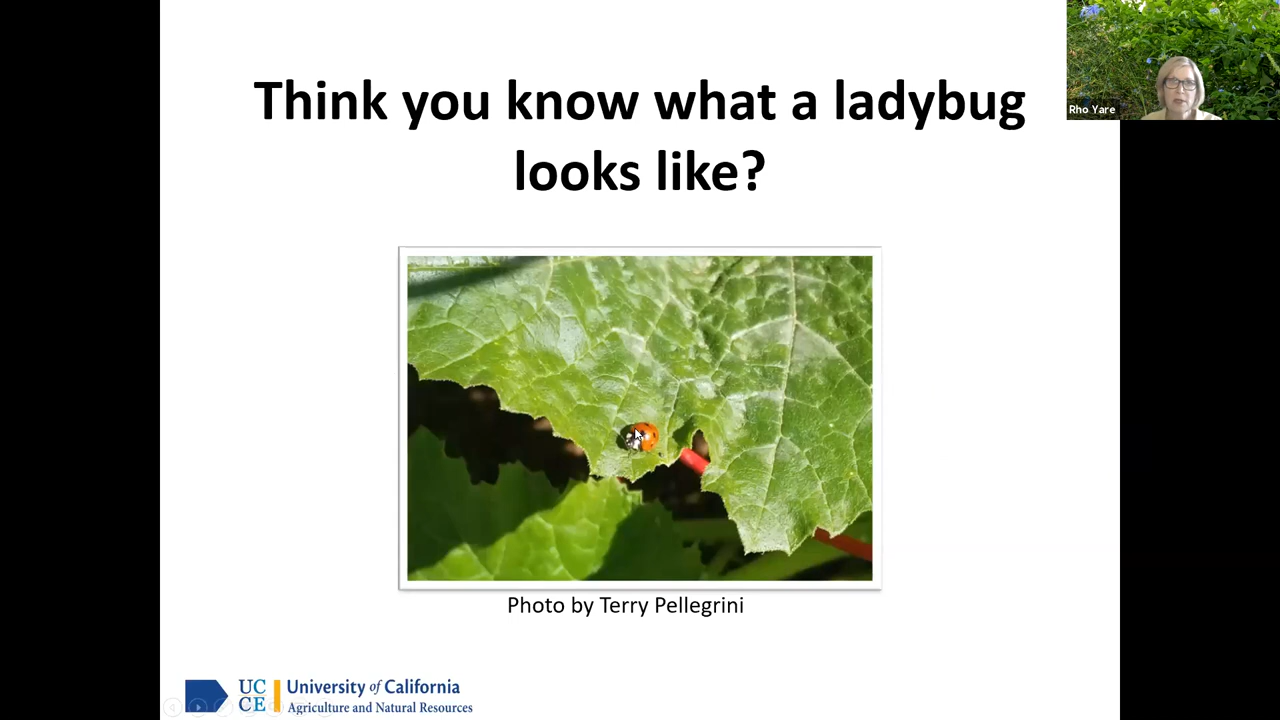 Think you know what a ladybug
looks like?
Rho Yare
Photo by Terry Pellegrini
UC
CE
University of California
Agriculture and Natural Resources